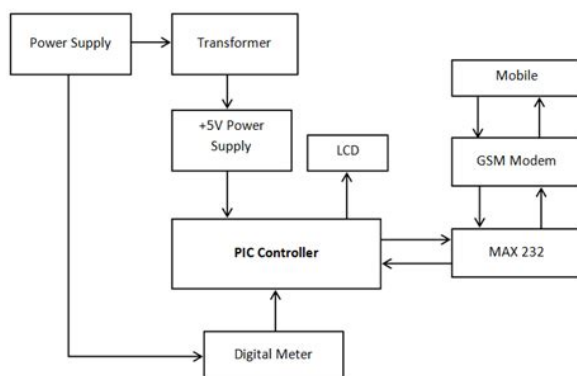 Power Supply
Transformer
Mobile
+5V Power
Supply
LCD
GSM Modem
PIC Controller
MAX 232
Digital Meter